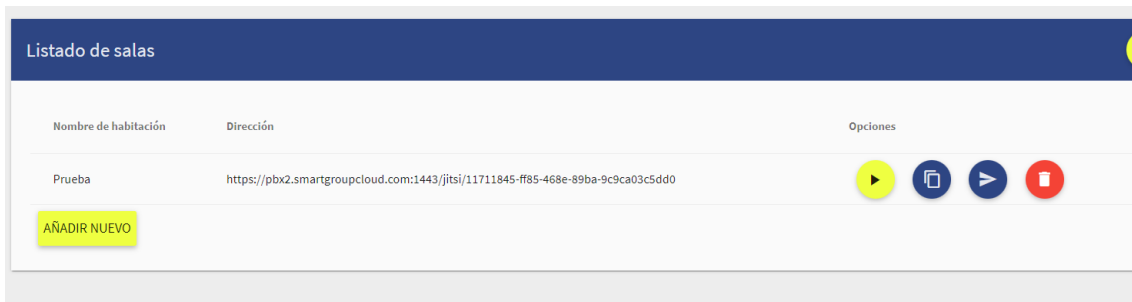 Listado de salas
Nombre de habitación Dirección Opciones
Prueba https://pbx2.smartgroupcloud.com:1443/jitsi/11711845-ff85-468e-89ba-9c9ca03c5dd0
AÑADIR NUEVO